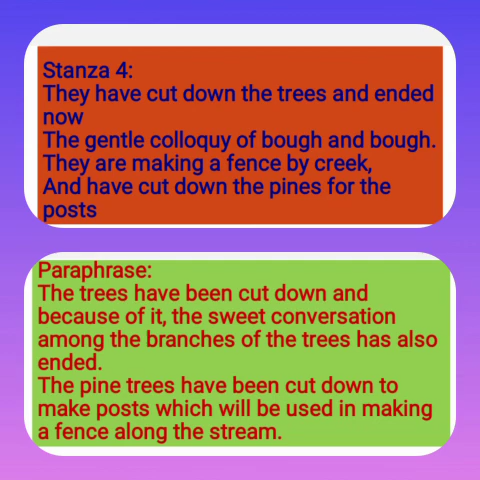 Stanza 4:
They have cut down the trees and ended
now
The gentle colloquy of bough and bough.
They are making a fence by creek,
And have cut down the pines for the
posts
Paraphrase:
The trees have been cut down and
because of it, the sweet conversation
among the branches of the trees has also
ended.
The pine trees have been cut down to
make posts which will be used in making
a fence along the stream.